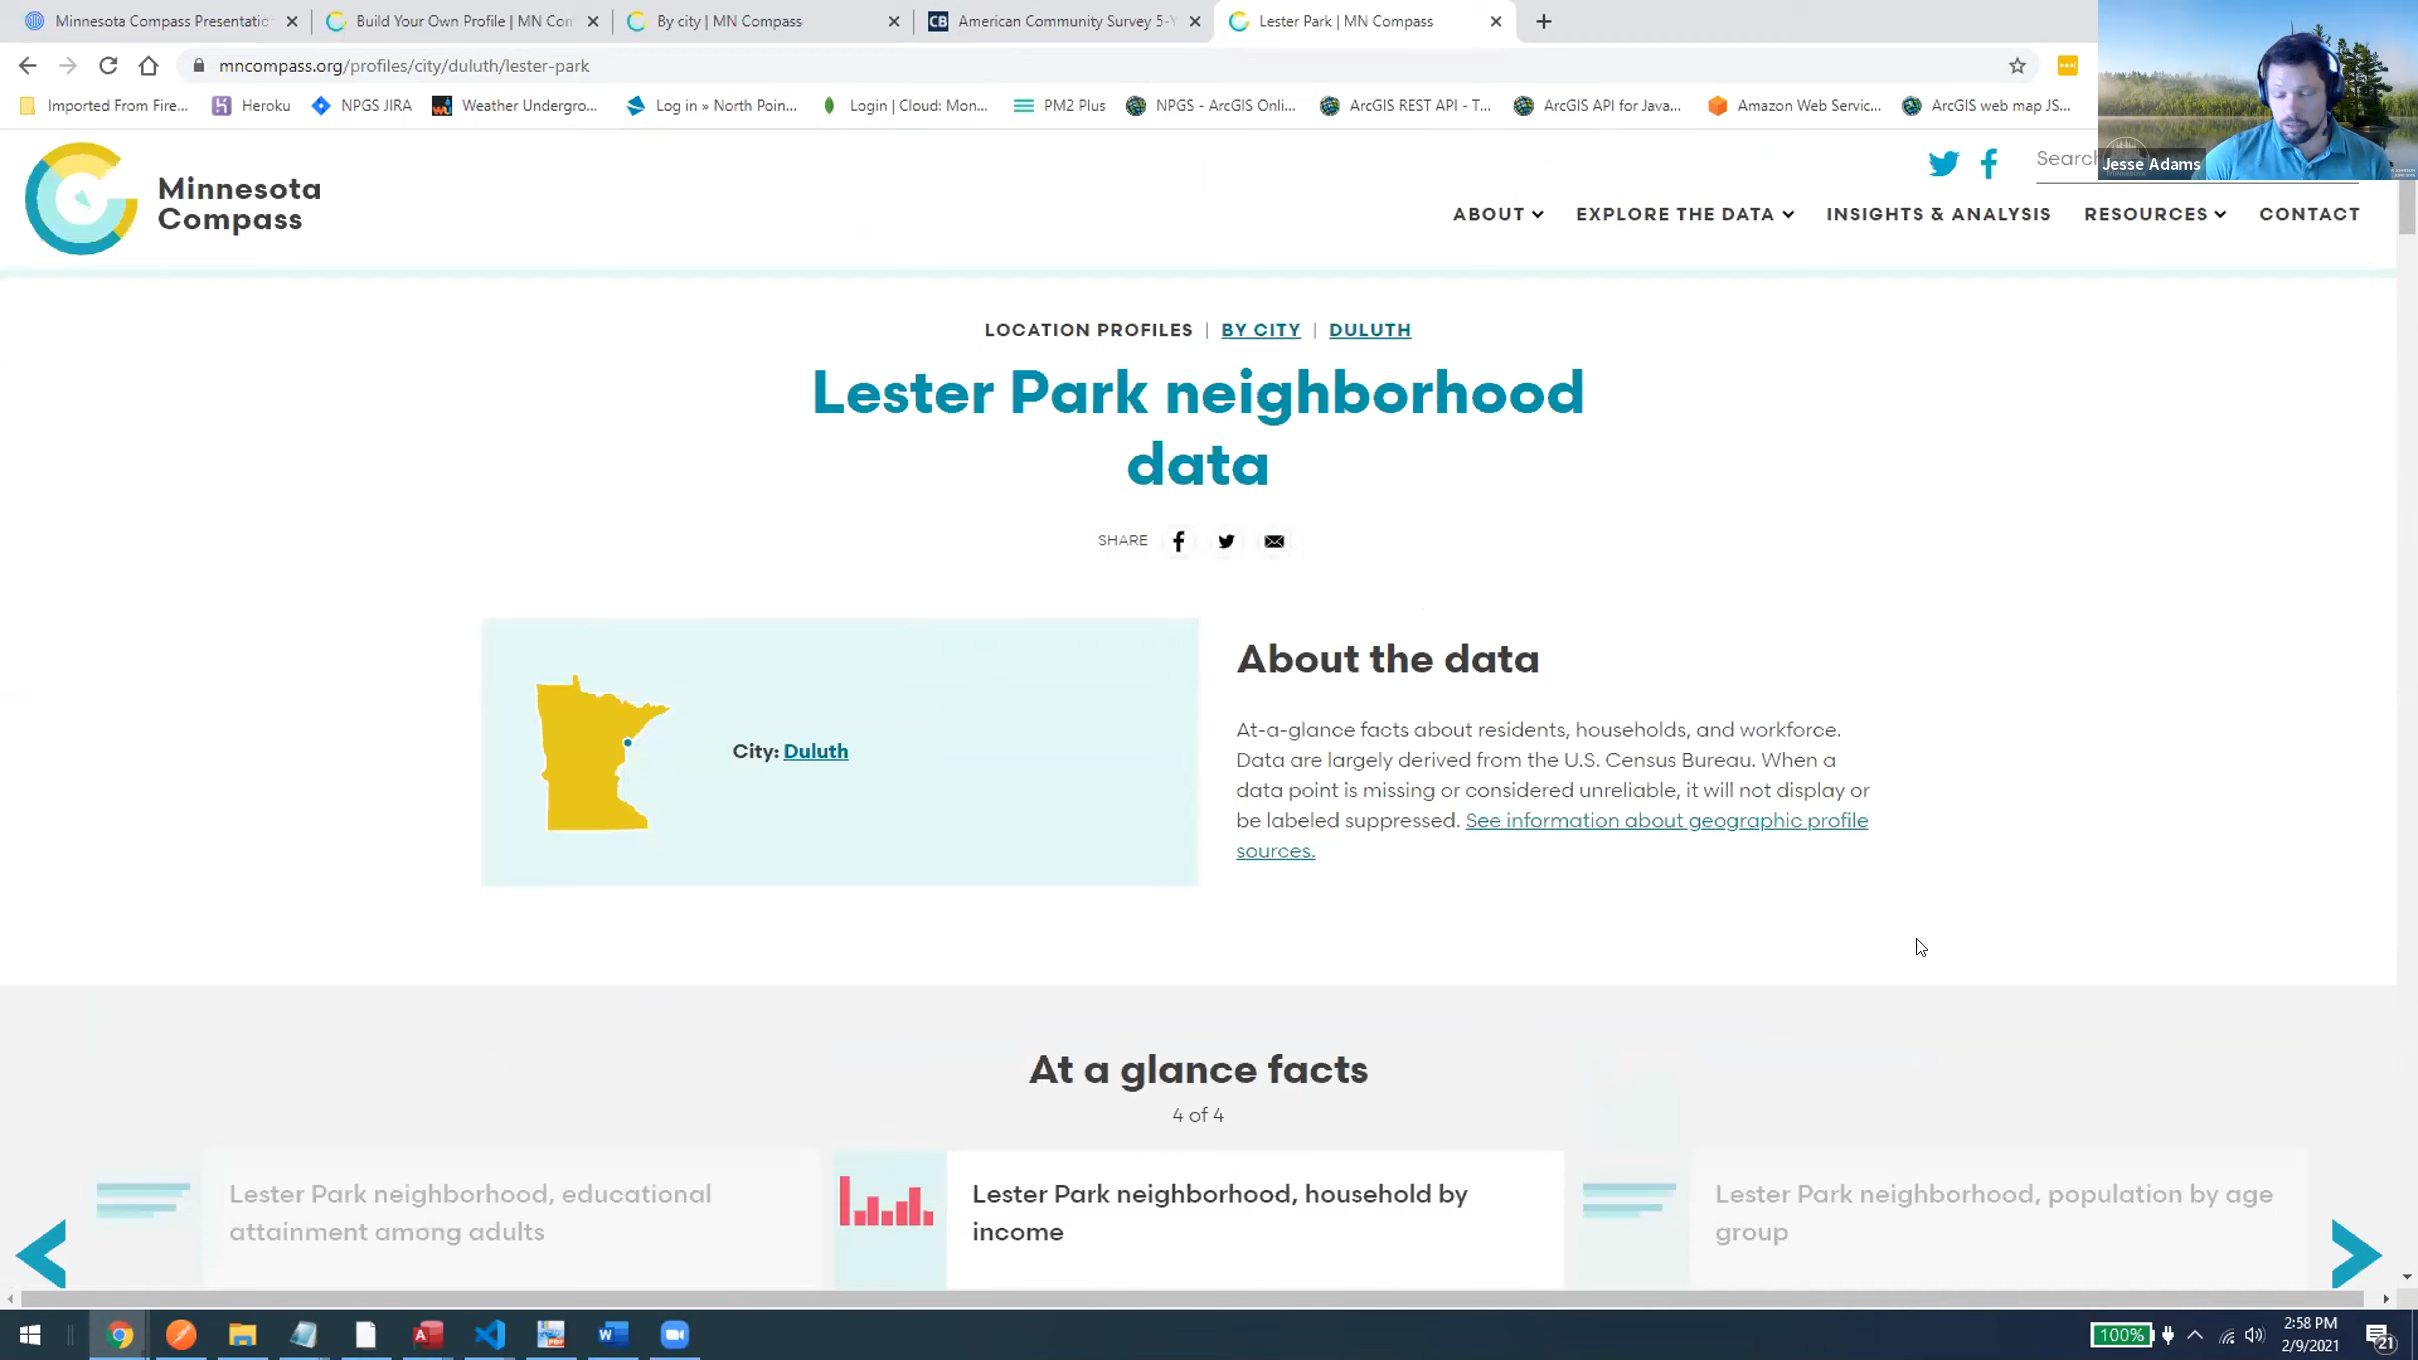 Minnesota Compass Presentatic
Build Your Own Profile | MN Com
By city | MN Compass
CB American Community Survey 5-Y
Lester Park | MN Compass
mncompass.org/profiles/city/duluth/lester-park
Imported From Fire... Heroku NPGS JIRA Weather Undergro... Log in » North Poin... Login | Cloud: Mon... PM2 Plus NPGS - ArcGIS Onli... ArcGIS REST API - T... ArcGIS API for Java... Amazon Web Servic... ArcGIS web map JS...
Jesse Adams
Search
Minnesota
Compass
ABOUT EXPLORE THE DATA INSIGHTS & ANALYSIS RESOURCES CONTACT
LOCATION PROFILES | BY CITY | DULUTH
Lester Park neighborhood
data
SHARE
City: Duluth
About the data
At-a-glance facts about residents, households, and workforce.
Data are largely derived from the U.S. Census Bureau. When a
data point is missing or considered unreliable, it will not display or
be labeled suppressed. See information about geographic profile
sources.
At a glance facts
4 of 4
Lester Park neighborhood, educational
attainment among adults
Lester Park neighborhood, household by
income
Lester Park neighborhood, population by age
group
100%
2:58 PM
2/9/2021
21